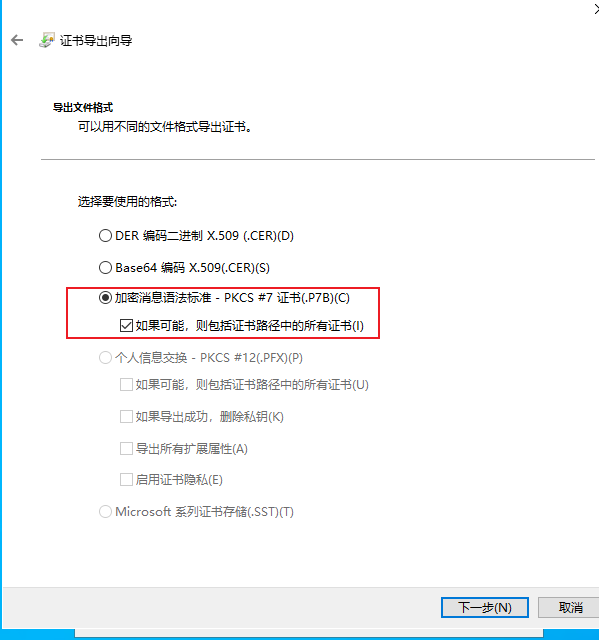 证书导出向导
导出文件格式
可以用不同的文件格式导出证书。
选择要使用的格式:
DER 编码二进制 X.509 (.CER)(D)
Base64 编码 X.509(.CER)(S)
加密消息语法标准 - PKCS #7 证书(.P7B)(C)
如果可能，则包括证书路径中的所有证书(I)
个人信息交换 - PKCS #12(.PFX)(P)
如果可能，则包括证书路径中的所有证书(U)
如果导出成功，删除私钥(K)
导出所有扩展属性(A)
启用证书隐私(E)
Microsoft 系列证书存储(.SST)(T)
下一步(N)
取消